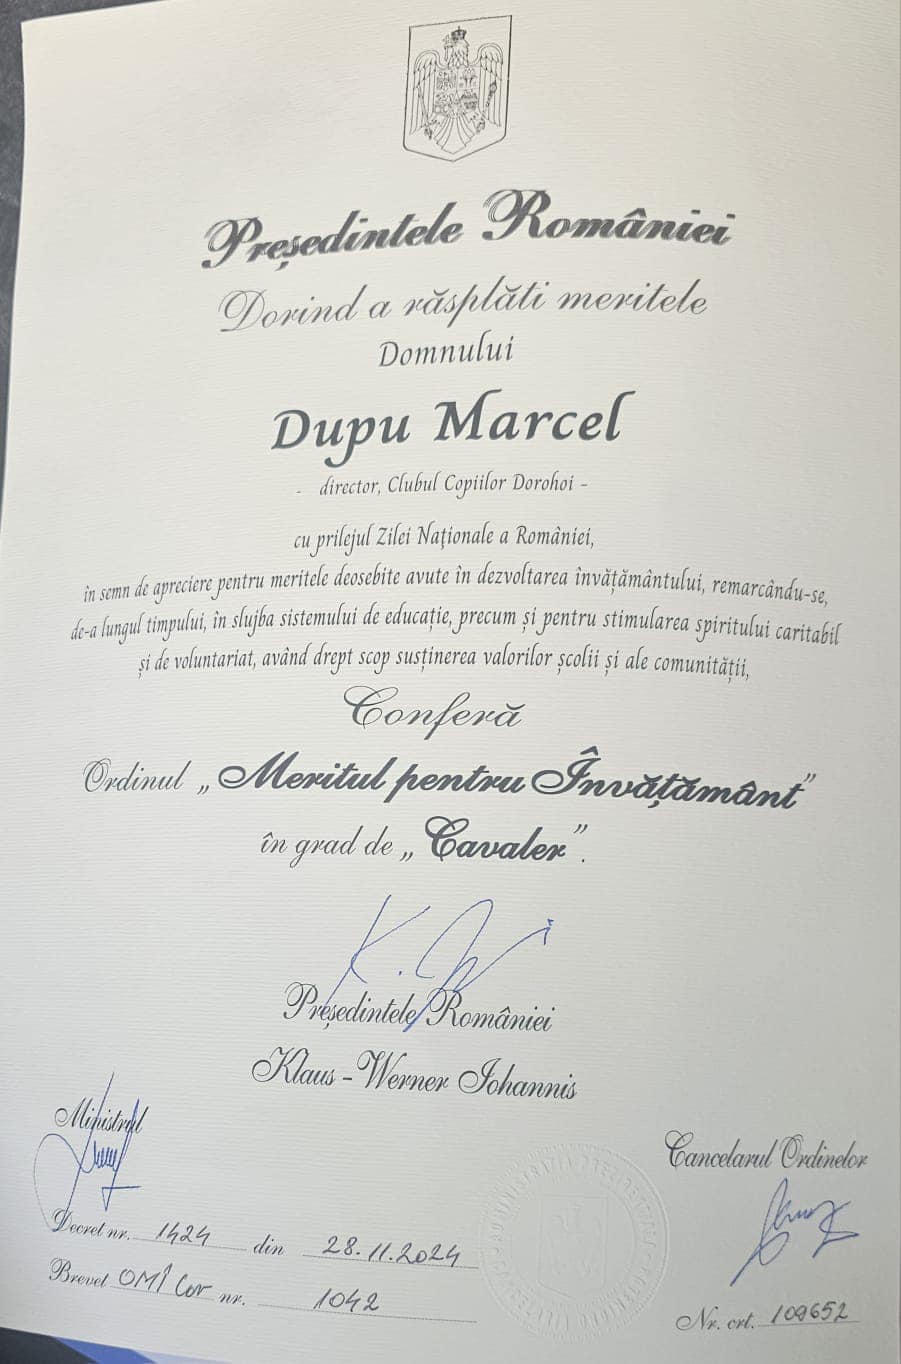 Președintele României
Dorind a răsplăti meritele
Domnului
Dupu Marcel
- director, Clubul Copiilor Dorohoi -
cu prilejul Zilei Naționale a României,
în semn de apreciere pentru meritele deosebite avute în dezvoltarea învățământului, remarcându-se,
de-a lungul timpului, în slujba sistemului de educație, precum și pentru stimularea spiritului caritabil
și de voluntariat, având drept scop susținerea valorilor școlii și ale comunității,
Conferă
Ordinul „Meritul pentru Învățământ”
în grad de „Cavaler”.
Președintele României
Klaus - Werner Iohannis
Ministrul
Cancelarul Ordinelor
Decret nr. 1424 din 28.11.2024
Brevet OMÎ Cav nr. 1042
Nr. crt. 109652